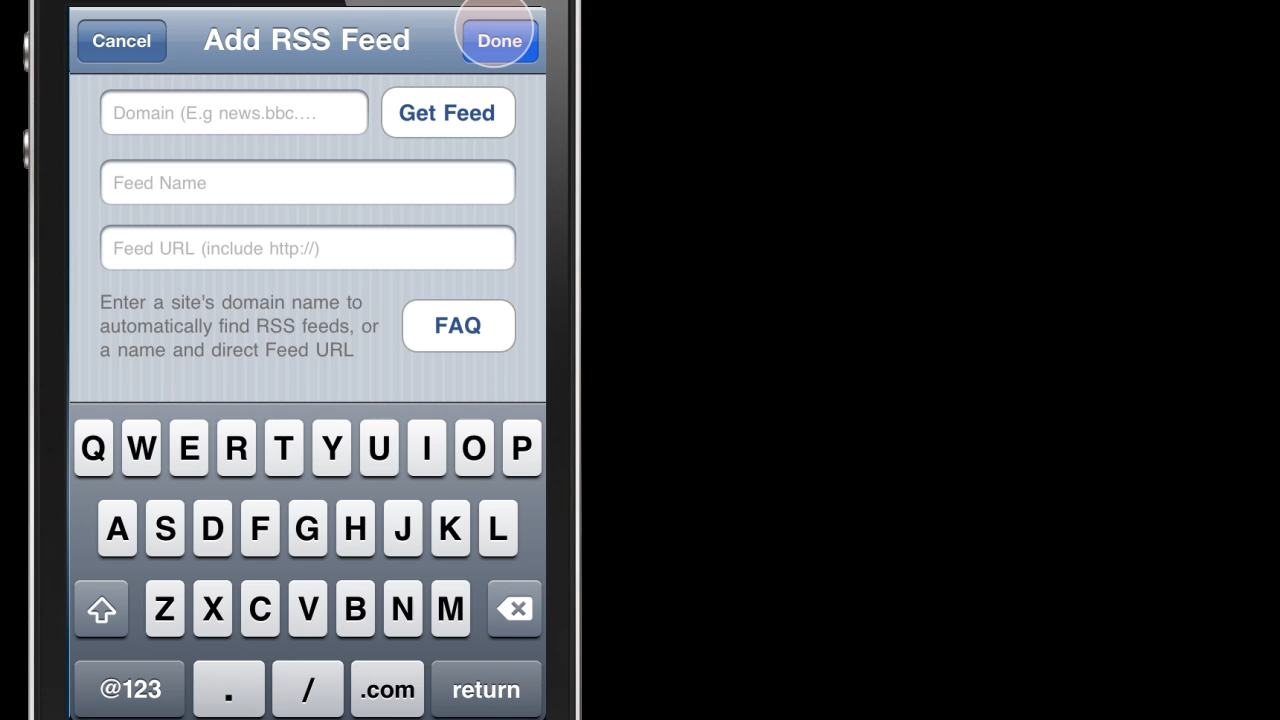 Cancel Add RSS Feed Done
Domain (E.g news.bbc.... Get Feed
Feed Name
Feed URL (include http://)
Enter a site's domain name to
automatically find RSS feeds, or
a name and direct Feed URL
FAQ
Q W E R T Y U I O P
A S D F G H J K L
Z X C V B N M
@123 . / .com return